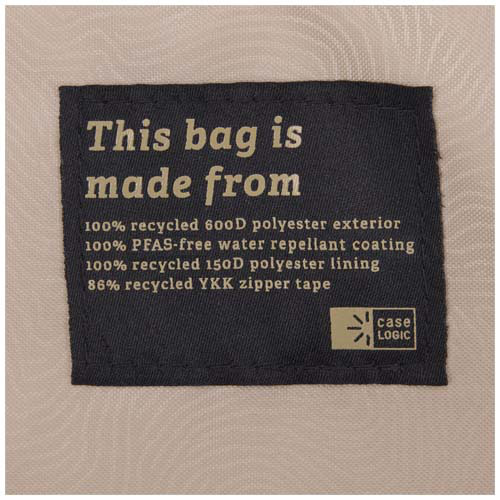 This bag is
made from
100% recycled 600D polyester exterior
100% PFAS-free water repellant coating
100% recycled 150D polyester lining
86% recycled YKK zipper tape
case
LOGIC